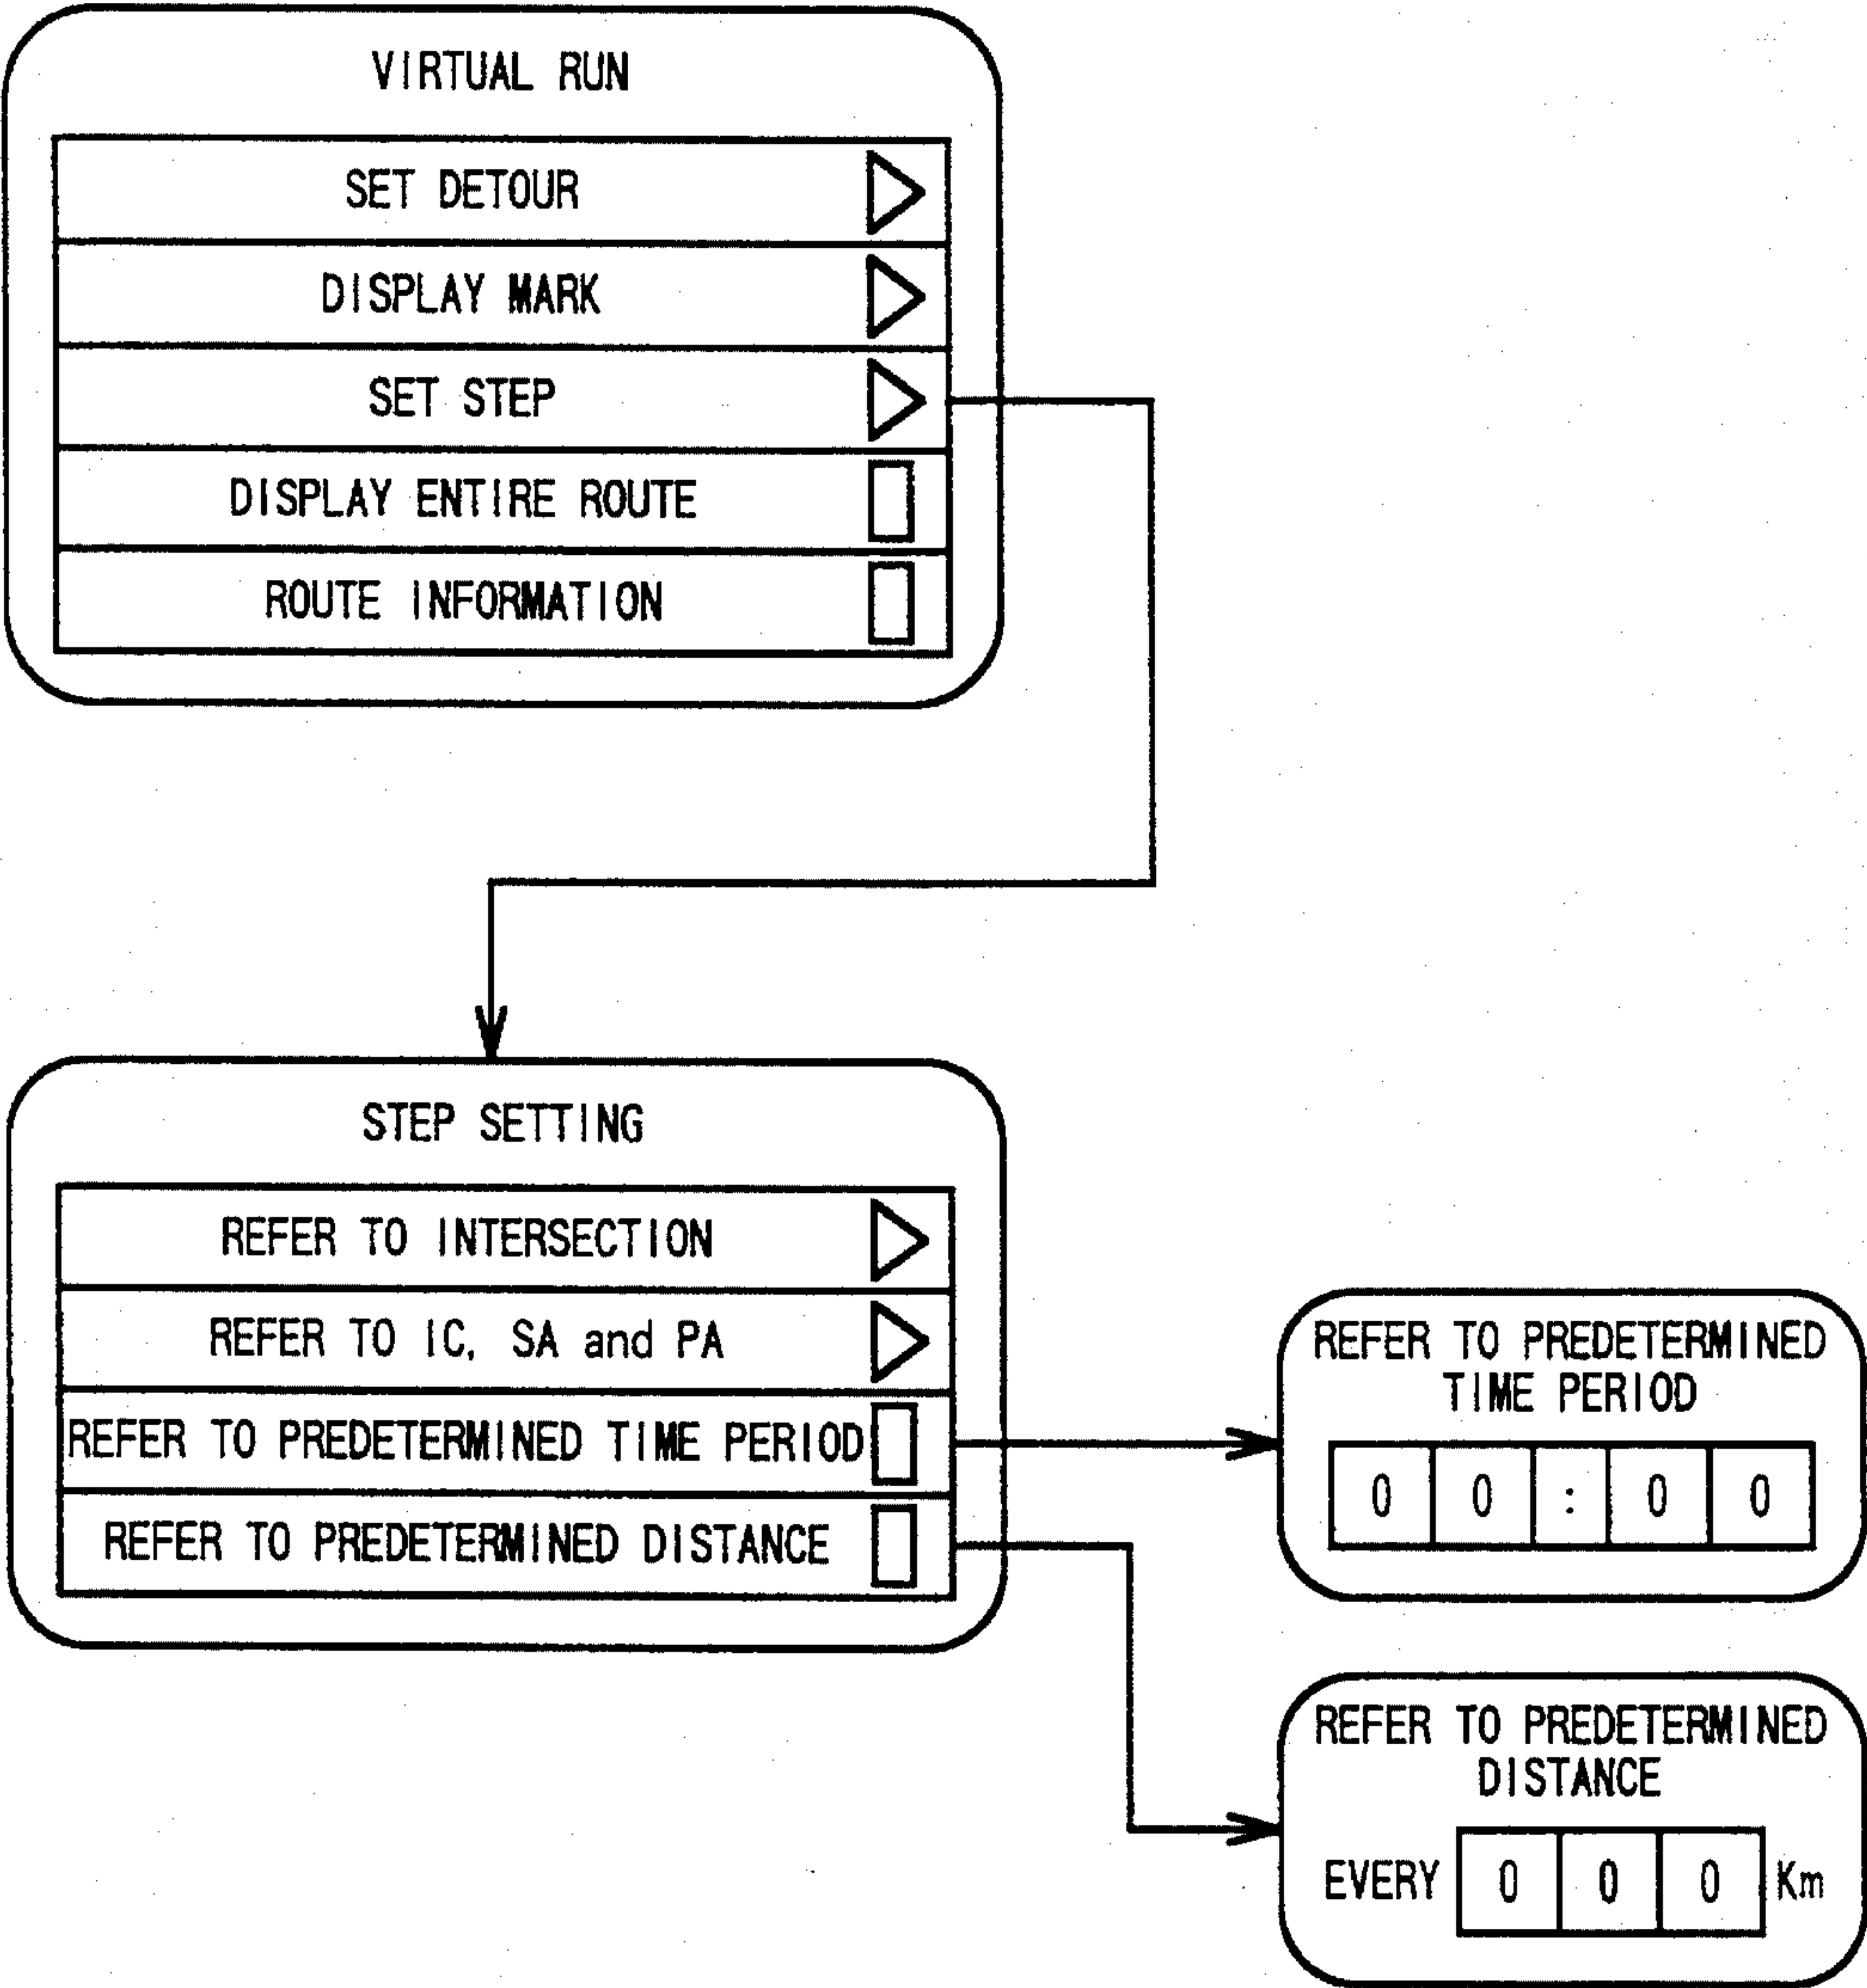 VIRTUAL RUN
SET DETOUR
DISPLAY MARK
SET STEP
DISPLAY ENTIRE ROUTE
ROUTE INFORMATION
STEP SETTING
REFER TO INTERSECTION
REFER TO IC, SA and PA
REFER TO PREDETERMINED TIME PERIOD
REFER TO PREDETERMINED DISTANCE
REFER TO PREDETERMINED
TIME PERIOD
0 0 : 0 0
REFER TO PREDETERMINED
DISTANCE
EVERY 0 0 0 Km